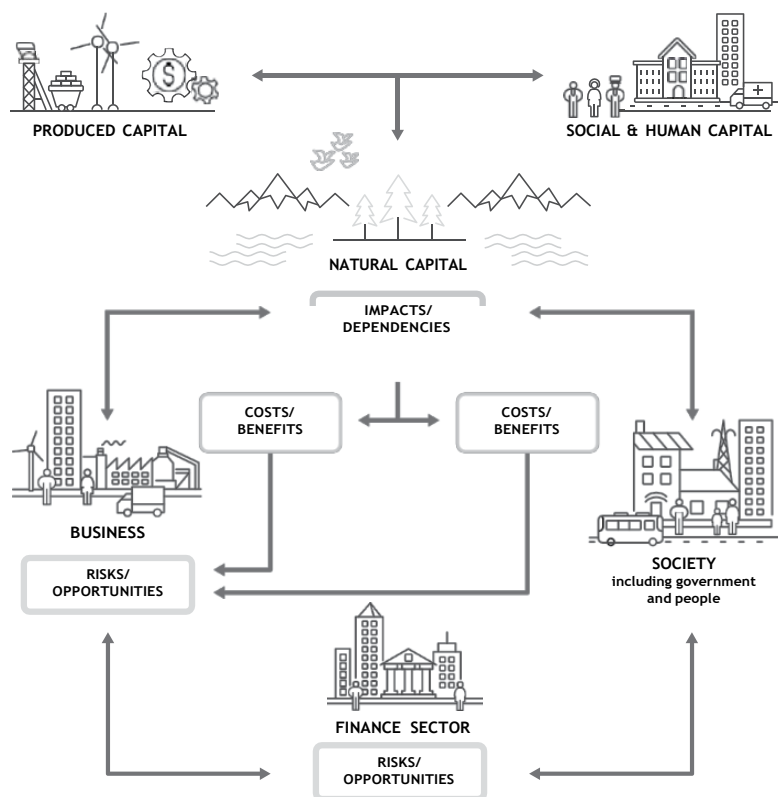 $
PRODUCED CAPITAL
SOCIAL & HUMAN CAPITAL
NATURAL CAPITAL
IMPACTS/
DEPENDENCIES
COSTS/
BENEFITS
COSTS/
BENEFITS
BUSINESS
RISKS/
OPPORTUNITIES
SOCIETY
including government
and people
FINANCE SECTOR
RISKS/
OPPORTUNITIES